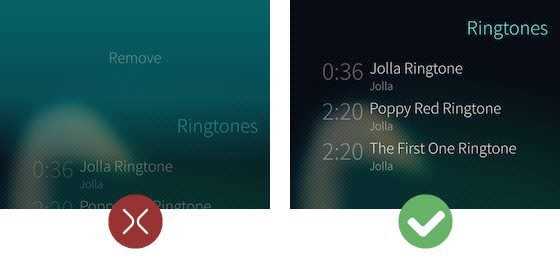 Remove
Ringtones
0:36 Jolla Ringtone
Jolla
2:20 Poppy Red Ringtone
Ringtones
0:36 Jolla Ringtone
Jolla
2:20 Poppy Red Ringtone
Jolla
2:20 The First One Ringtone
Jolla